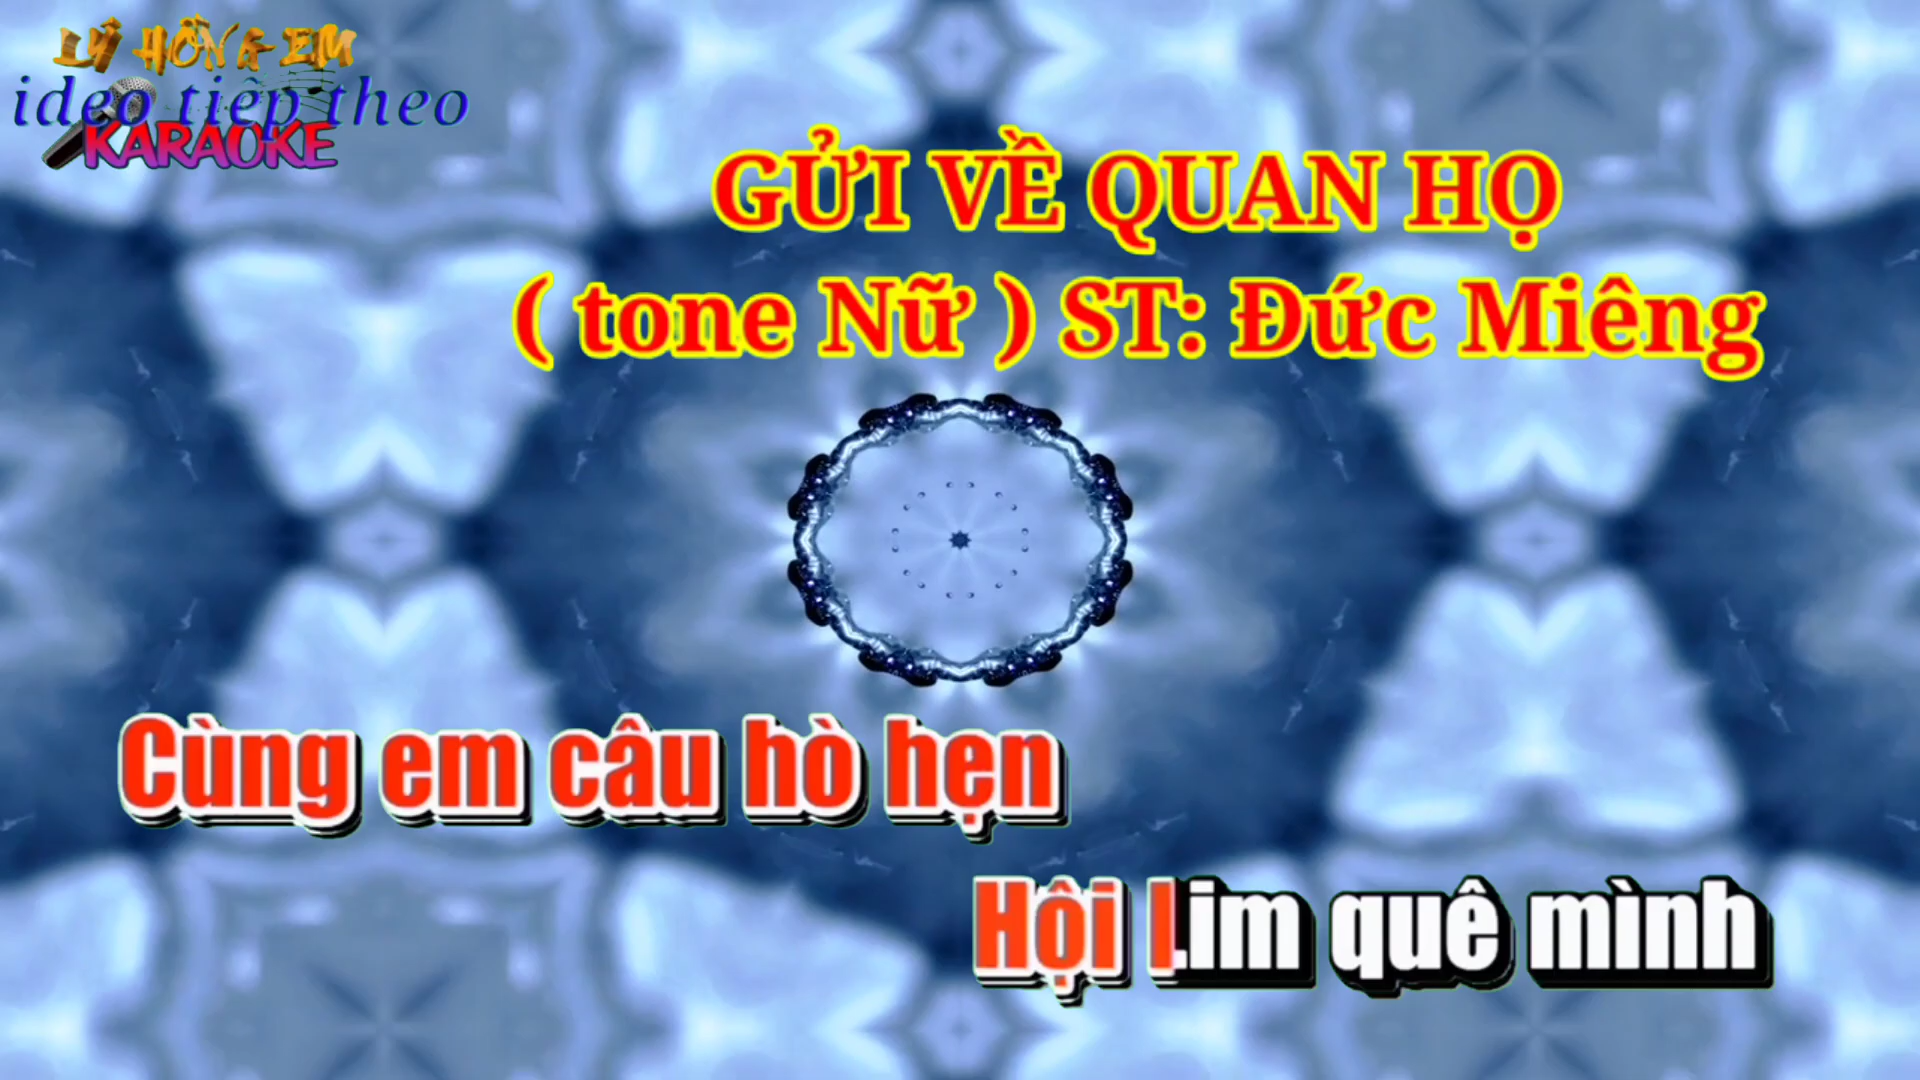 LÝ HỒNG EM
ideo tiếp theo
KARAOKE
GỬI VỀ QUAN HỌ
( tone Nữ ) ST: Đức Miêng
Cùng em câu hò hẹn
Hội Lim quê mình